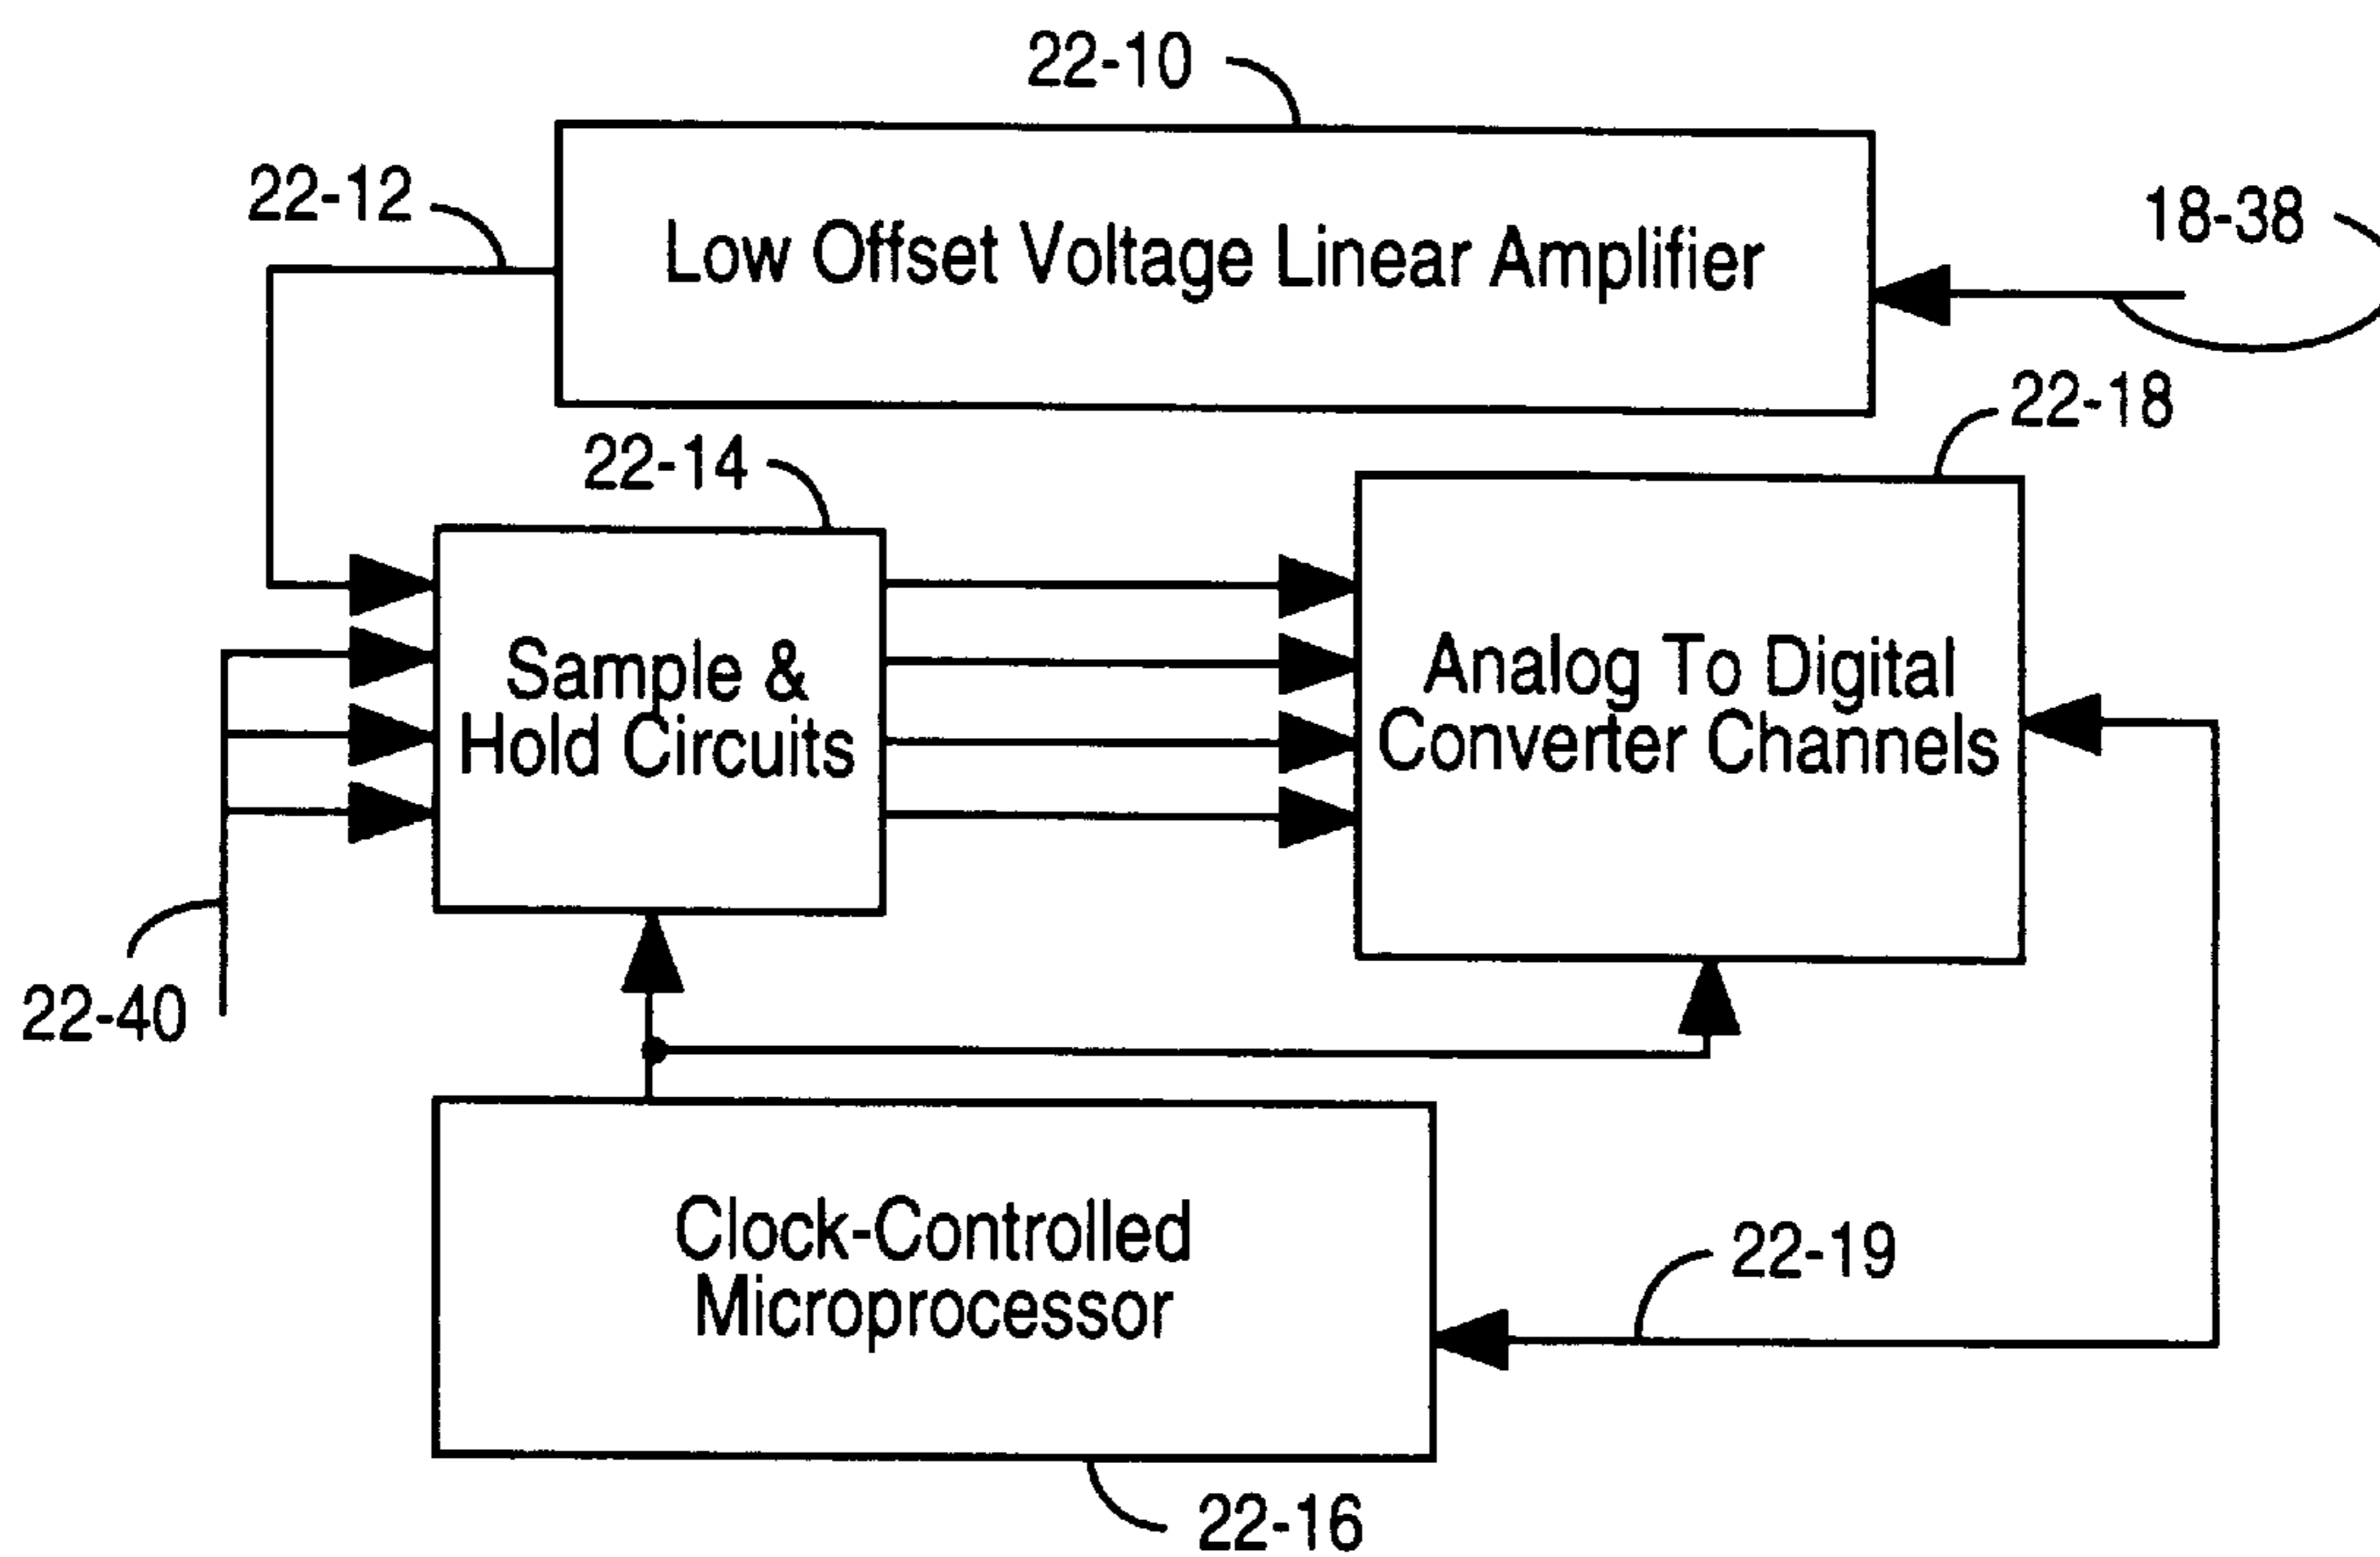 22-10
22-12
Low Offset Voltage Linear Amplifier
18-38
22-18
22-14
Sample &
Hold Circuits
Analog To Digital
Converter Channels
22-40
Clock-Controlled
Microprocessor
22-19
22-16